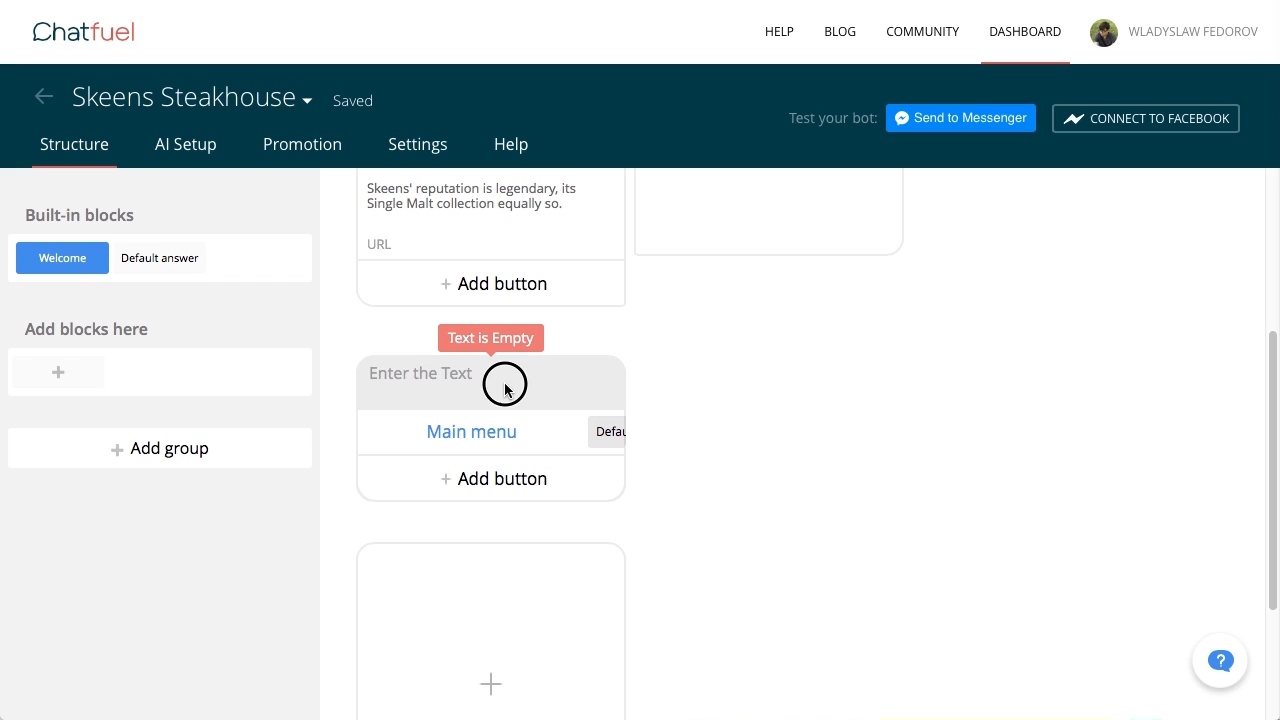 Chatfuel
HELP BLOG COMMUNITY DASHBOARD WLADYSLAW FEDOROV
Skeens Steakhouse Saved
Test your bot: Send to Messenger CONNECT TO FACEBOOK
Structure AI Setup Promotion Settings Help
Built-in blocks
Welcome Default answer
Add blocks here
+
+ Add group
Skeens' reputation is legendary, its
Single Malt collection equally so.
URL
+ Add button
Text is Empty
Enter the Text
Main menu Defau
+ Add button
+
?